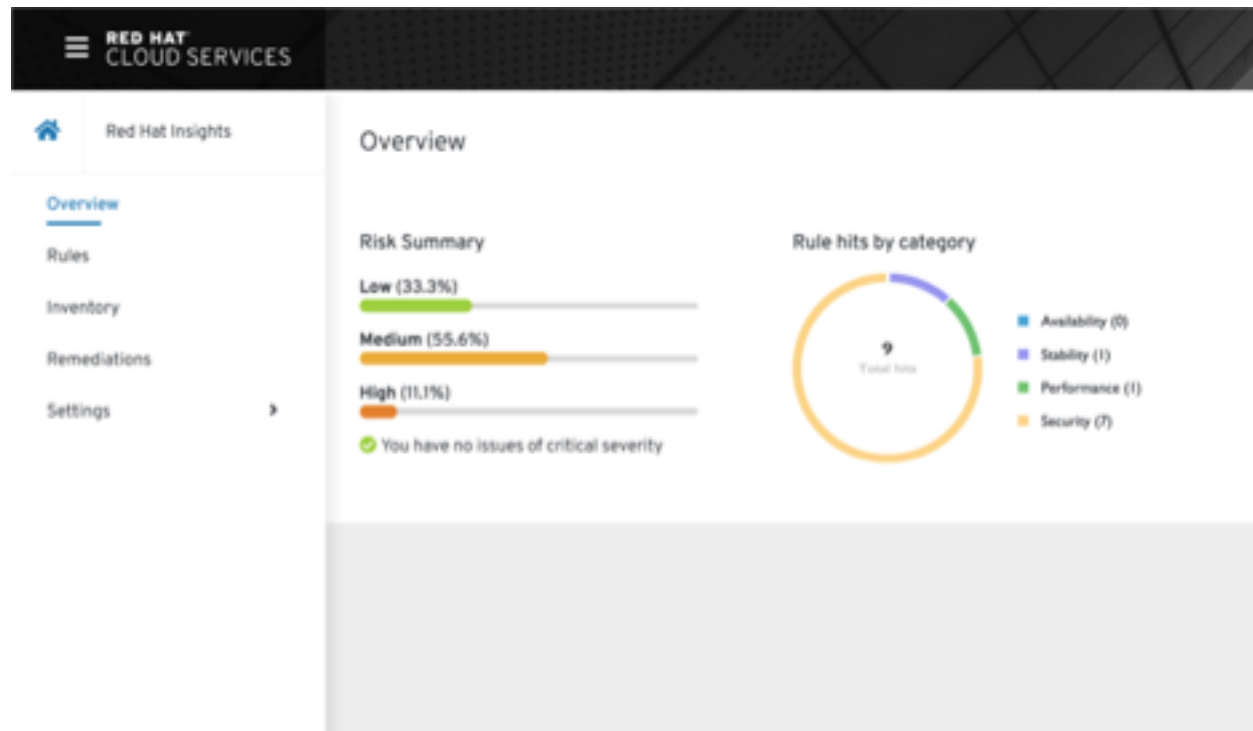 RED HAT
CLOUD SERVICES
Red Hat Insights
Overview
Rules
Inventory
Remediations
Settings
Overview
Risk Summary
Low (33.3%)
Medium (55.6%)
High (11.1%)
You have no issues of critical severity
Rule hits by category
9
Total hits
Availability (0)
Stability (1)
Performance (1)
Security (7)